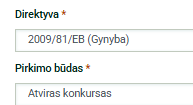 Direktyva *
2009/81/EB (Gynyba)
Pirkimo būdas *
Atviras konkursas